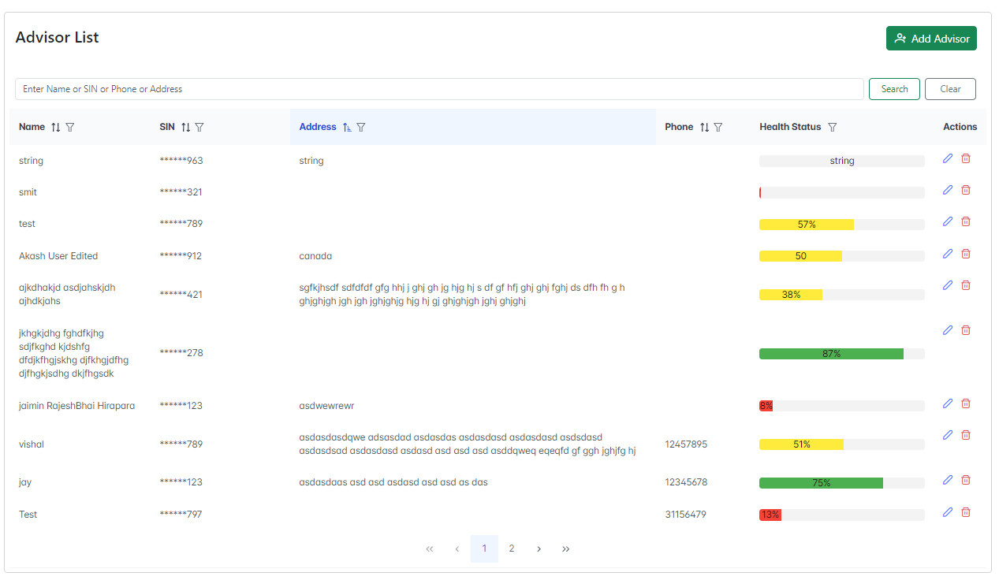 Advisor List
Add Advisor
Enter Name or SIN or Phone or Address
Search
Clear
Name SIN Address Phone Health Status Actions
string ******963 string string
smit ******321
test ******789 57%
Akash User Edited ******912 canada 50
ajkdhakjd asdjahskjdh
ajhdkjahs
******421
sgfkjhsdf sdfdfdf gfg hhj j ghj gh jg hjg hj s df gf hfj ghj ghj fghj ds dfh fh g h
ghjghjgh jgh jgh jghjghjg hjg hj gj ghjghjgh jghj ghjghj
38%
jkhgkjdhg fghdfkjhg
sdjfkghd kjdshfg
dfdjkfhgjskhg djfkhgjdfhg
djfhgkjsdhg dkjfhgsdk
******278
87%
jaimin RajeshBhai Hirapara ******123 asdwewrewr 8%
vishal ******789
asdasdasdqwe adsasdad asdasdas asdasdasd asdasdasd asdsdasd
asdasdsad asdasdasd asdasd asd asd asd asddqweq eqeqfd gf ggh jghjfg hj
12457895 51%
jay ******123 asdasdaas asd asd asdasd asd asd as das 12345678 75%
Test ******797 31156479 13%
« ‹ 1 2 › »